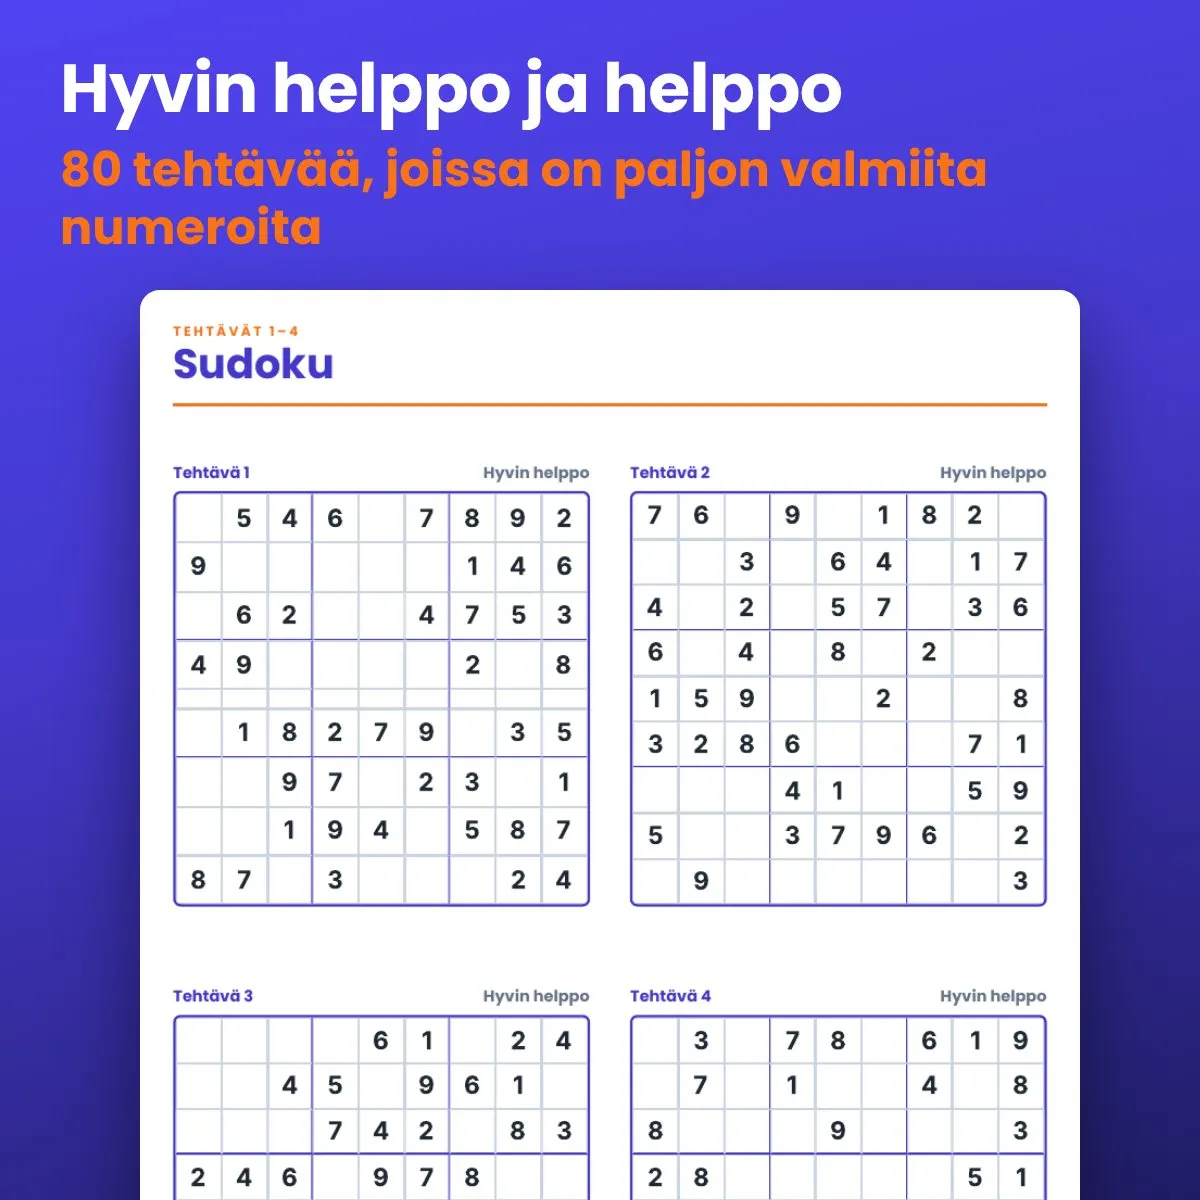 Hyvin helppo ja helppo
80 tehtävää, joissa on paljon valmiita
numeroita
TEHTÄVÄT 1–4
Sudoku
Tehtävä 1 Hyvin helppo
5 4 6 7 8 9 2
9 1 4 6
6 2 4 7 5 3
4 9 2 8
1 8 2 7 9 3 5
9 7 2 3 1
1 9 4 5 8 7
8 7 3 2 4
Tehtävä 2 Hyvin helppo
7 6 9 1 8 2
3 6 4 1 7
4 2 5 7 3 6
6 4 8 2
1 5 9 2 8
3 2 8 6 7 1
4 1 5 9
5 3 7 9 6 2
9 3
Tehtävä 3 Hyvin helppo
6 1 2 4
4 5 9 6 1
7 4 2 8 3
2 4 6 9 7 8
Tehtävä 4 Hyvin helppo
3 7 8 6 1 9
7 1 4 8
8 9 3
2 8 5 1